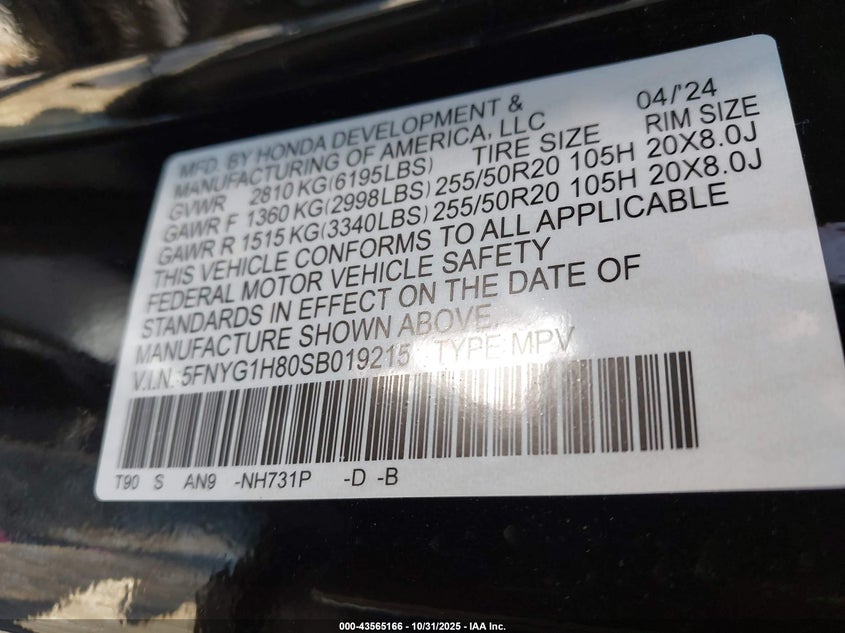 MFD. BY HONDA DEVELOPMENT & 04/'24
MANUFACTURING OF AMERICA, LLC
GVWR 2810 KG(6195LBS) TIRE SIZE RIM SIZE
GAWR F 1360 KG(2998LBS) 255/50R20 105H 20X8.0J
GAWR R 1515 KG(3340LBS) 255/50R20 105H 20X8.0J
THIS VEHICLE CONFORMS TO ALL APPLICABLE
FEDERAL MOTOR VEHICLE SAFETY
STANDARDS IN EFFECT ON THE DATE OF
MANUFACTURE SHOWN ABOVE.
V.I.N. 5FNYG1H80SB019215 TYPE MPV
T90 S AN9 -NH731P -D -B
000-43565166 - 10/31/2025 - IAA Inc.